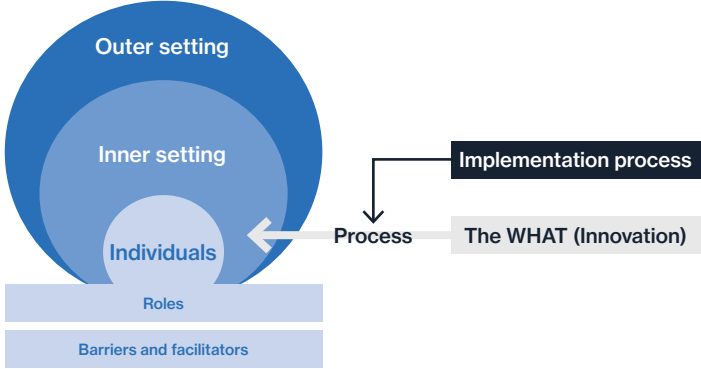 Outer setting
Inner setting
Implementation process
Process
The WHAT (Innovation)
Individuals
Roles
Barriers and facilitators